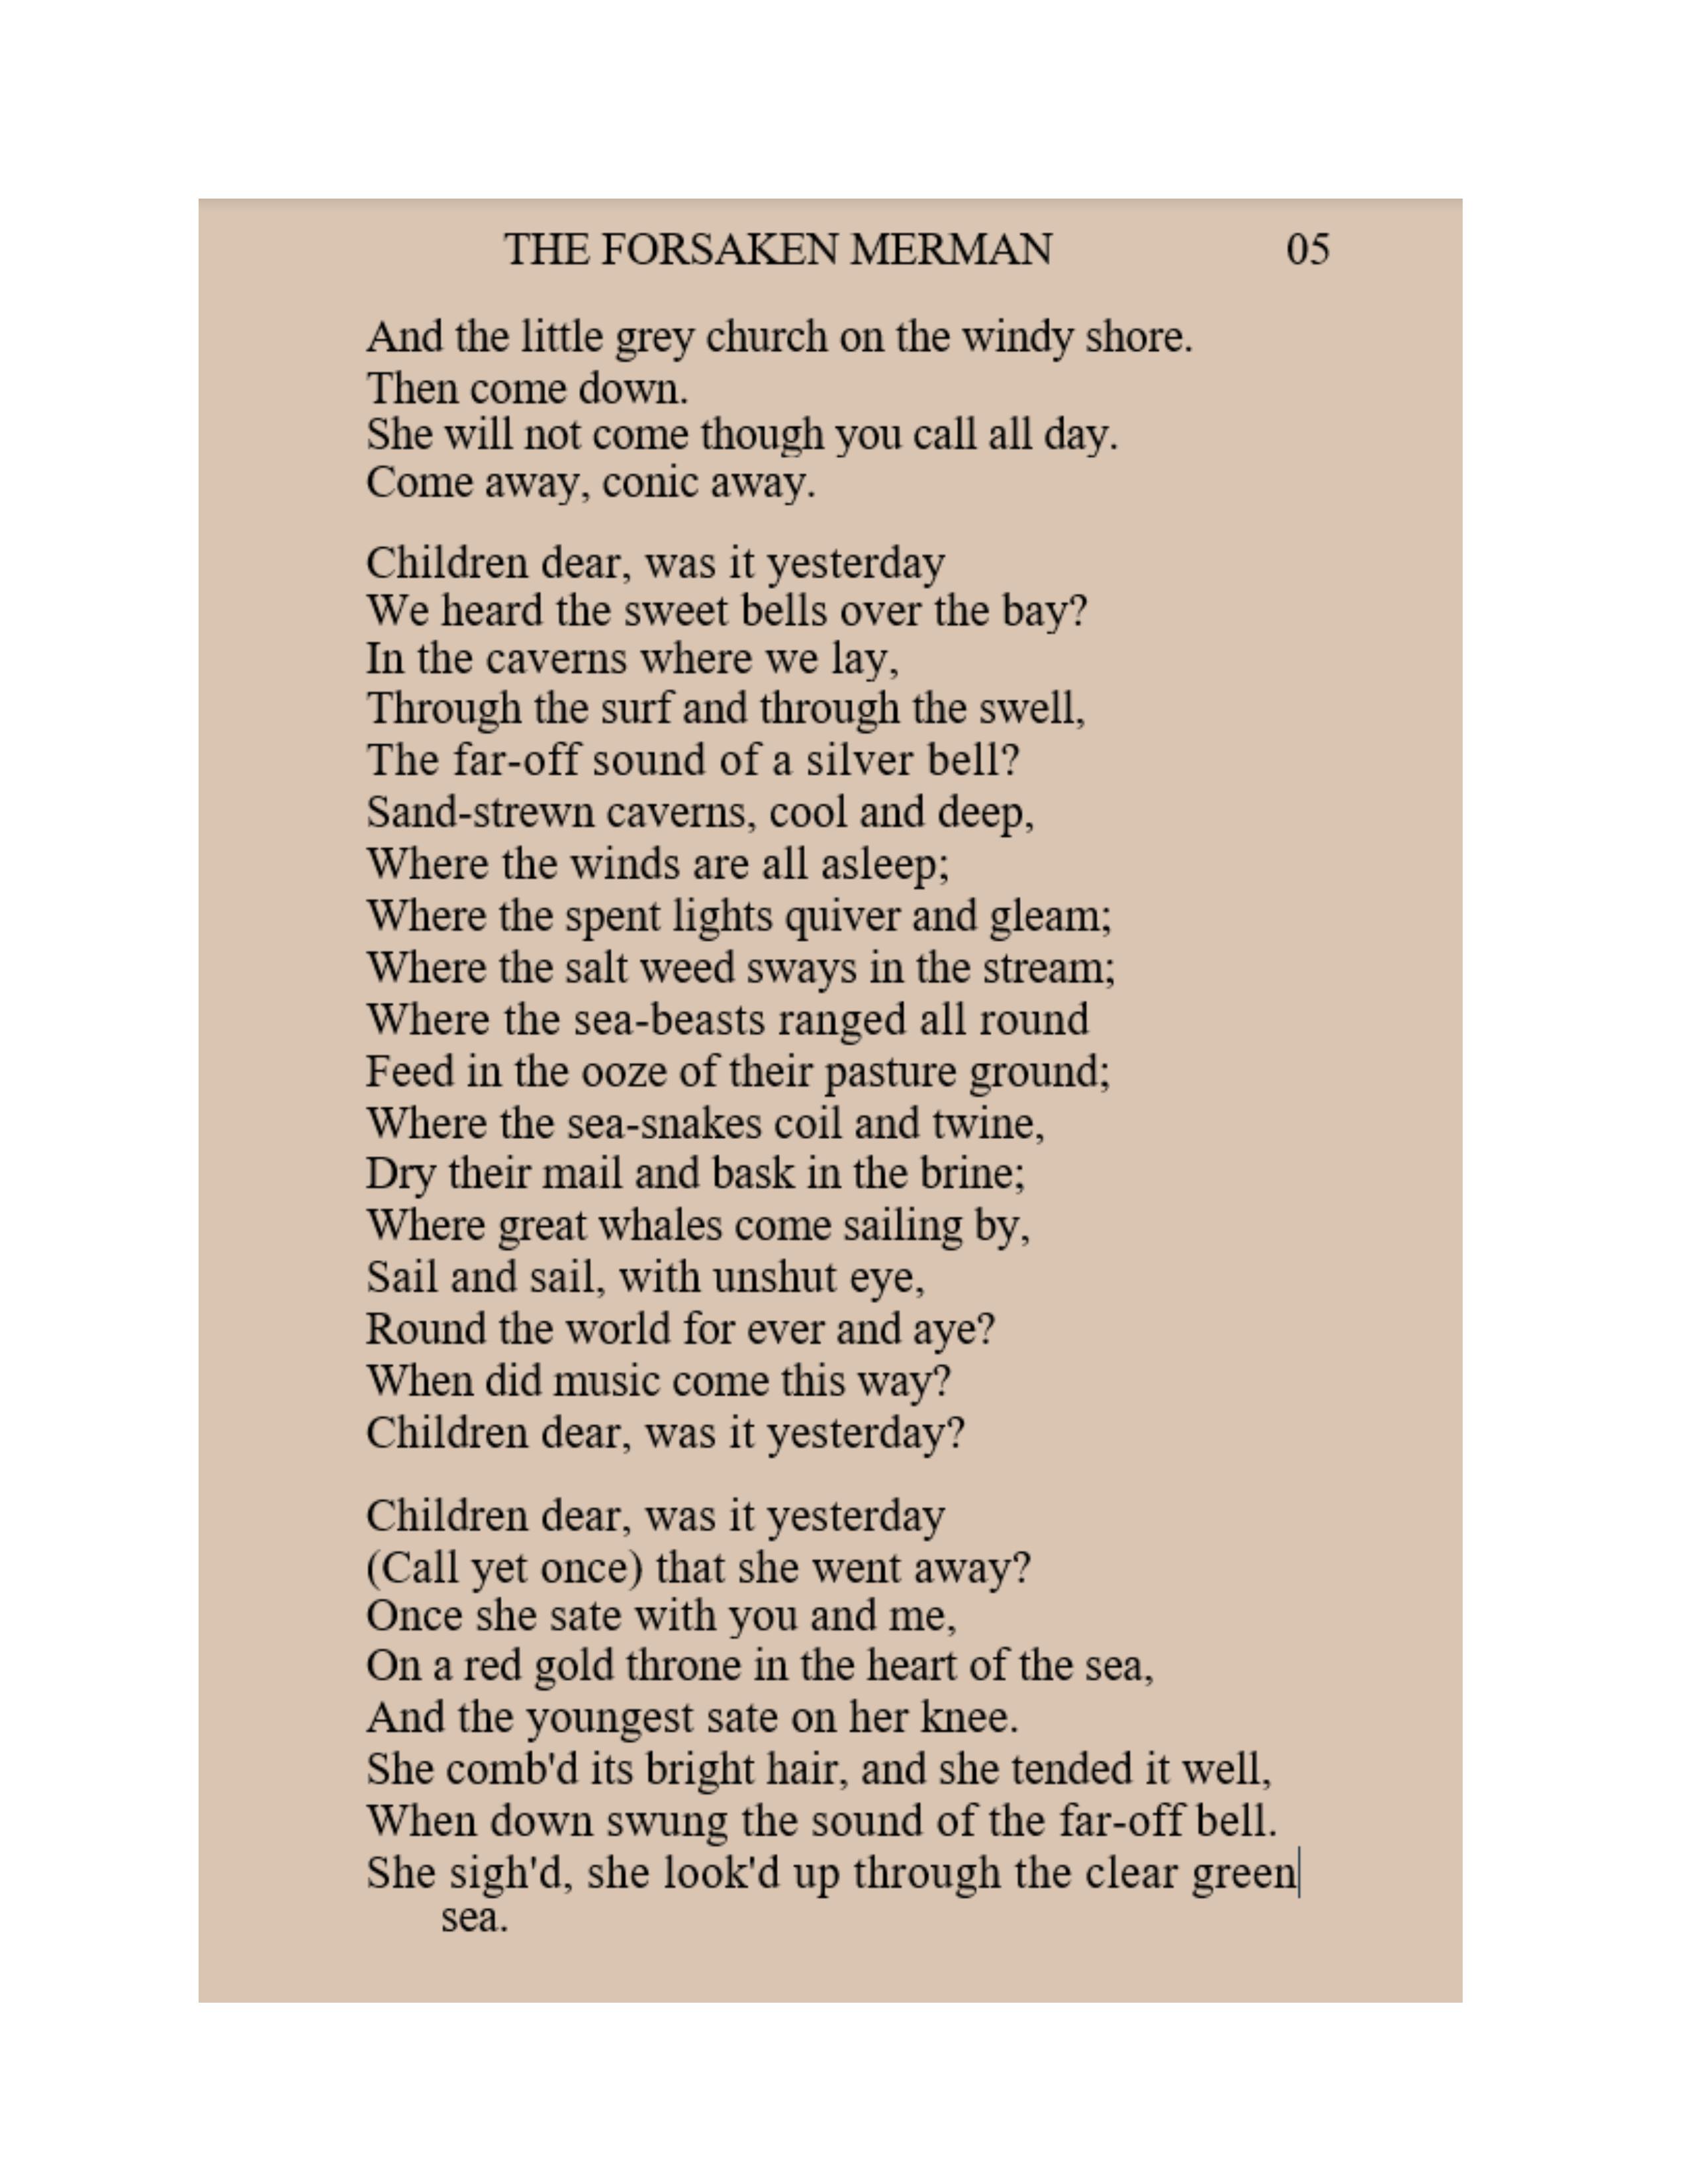 THE FORSAKEN MERMAN 05
And the little grey church on the windy shore.
Then come down.
She will not come though you call all day.
Come away, conic away.
Children dear, was it yesterday
We heard the sweet bells over the bay?
In the caverns where we lay,
Through the surf and through the swell,
The far-off sound of a silver bell?
Sand-strewn caverns, cool and deep,
Where the winds are all asleep;
Where the spent lights quiver and gleam;
Where the salt weed sways in the stream;
Where the sea-beasts ranged all round
Feed in the ooze of their pasture ground;
Where the sea-snakes coil and twine,
Dry their mail and bask in the brine;
Where great whales come sailing by,
Sail and sail, with unshut eye,
Round the world for ever and aye?
When did music come this way?
Children dear, was it yesterday?
Children dear, was it yesterday
(Call yet once) that she went away?
Once she sate with you and me,
On a red gold throne in the heart of the sea,
And the youngest sate on her knee.
She comb'd its bright hair, and she tended it well,
When down swung the sound of the far-off bell.
She sigh'd, she look'd up through the clear green
sea.